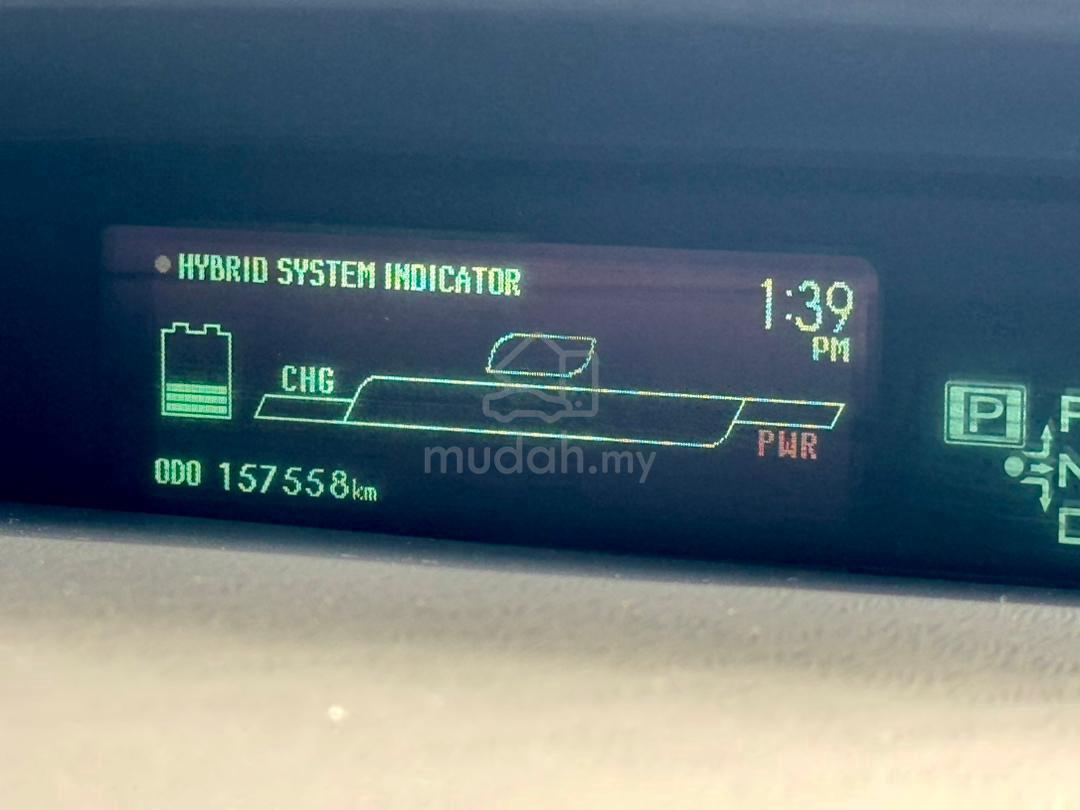 HYBRID SYSTEM INDICATOR
1:39
PM
CHG
PWR
mudah.my
ODO 157558km
P
N